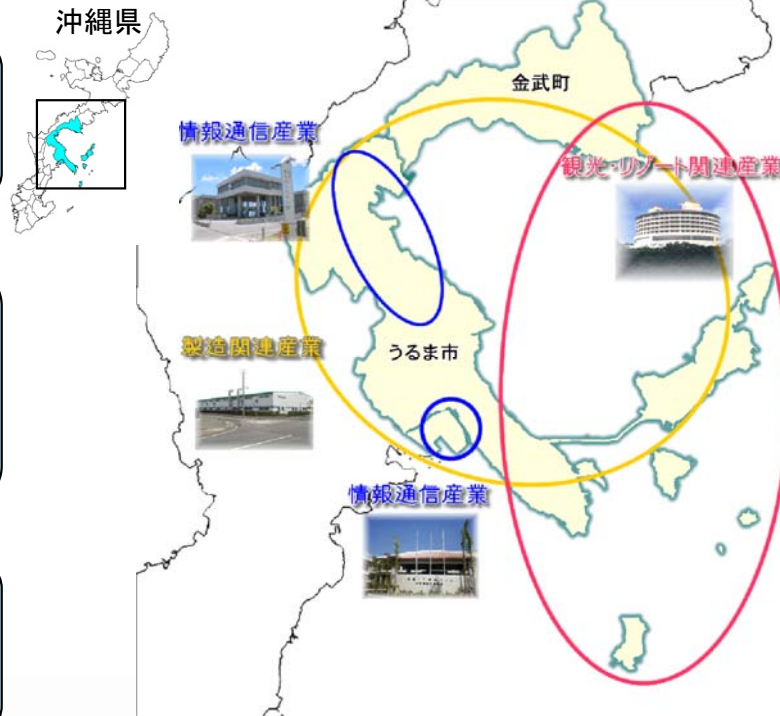 沖縄県
金武町
情報通信産業
観光・リゾート関連産業
製造関連産業
うるま市
情報通信産業